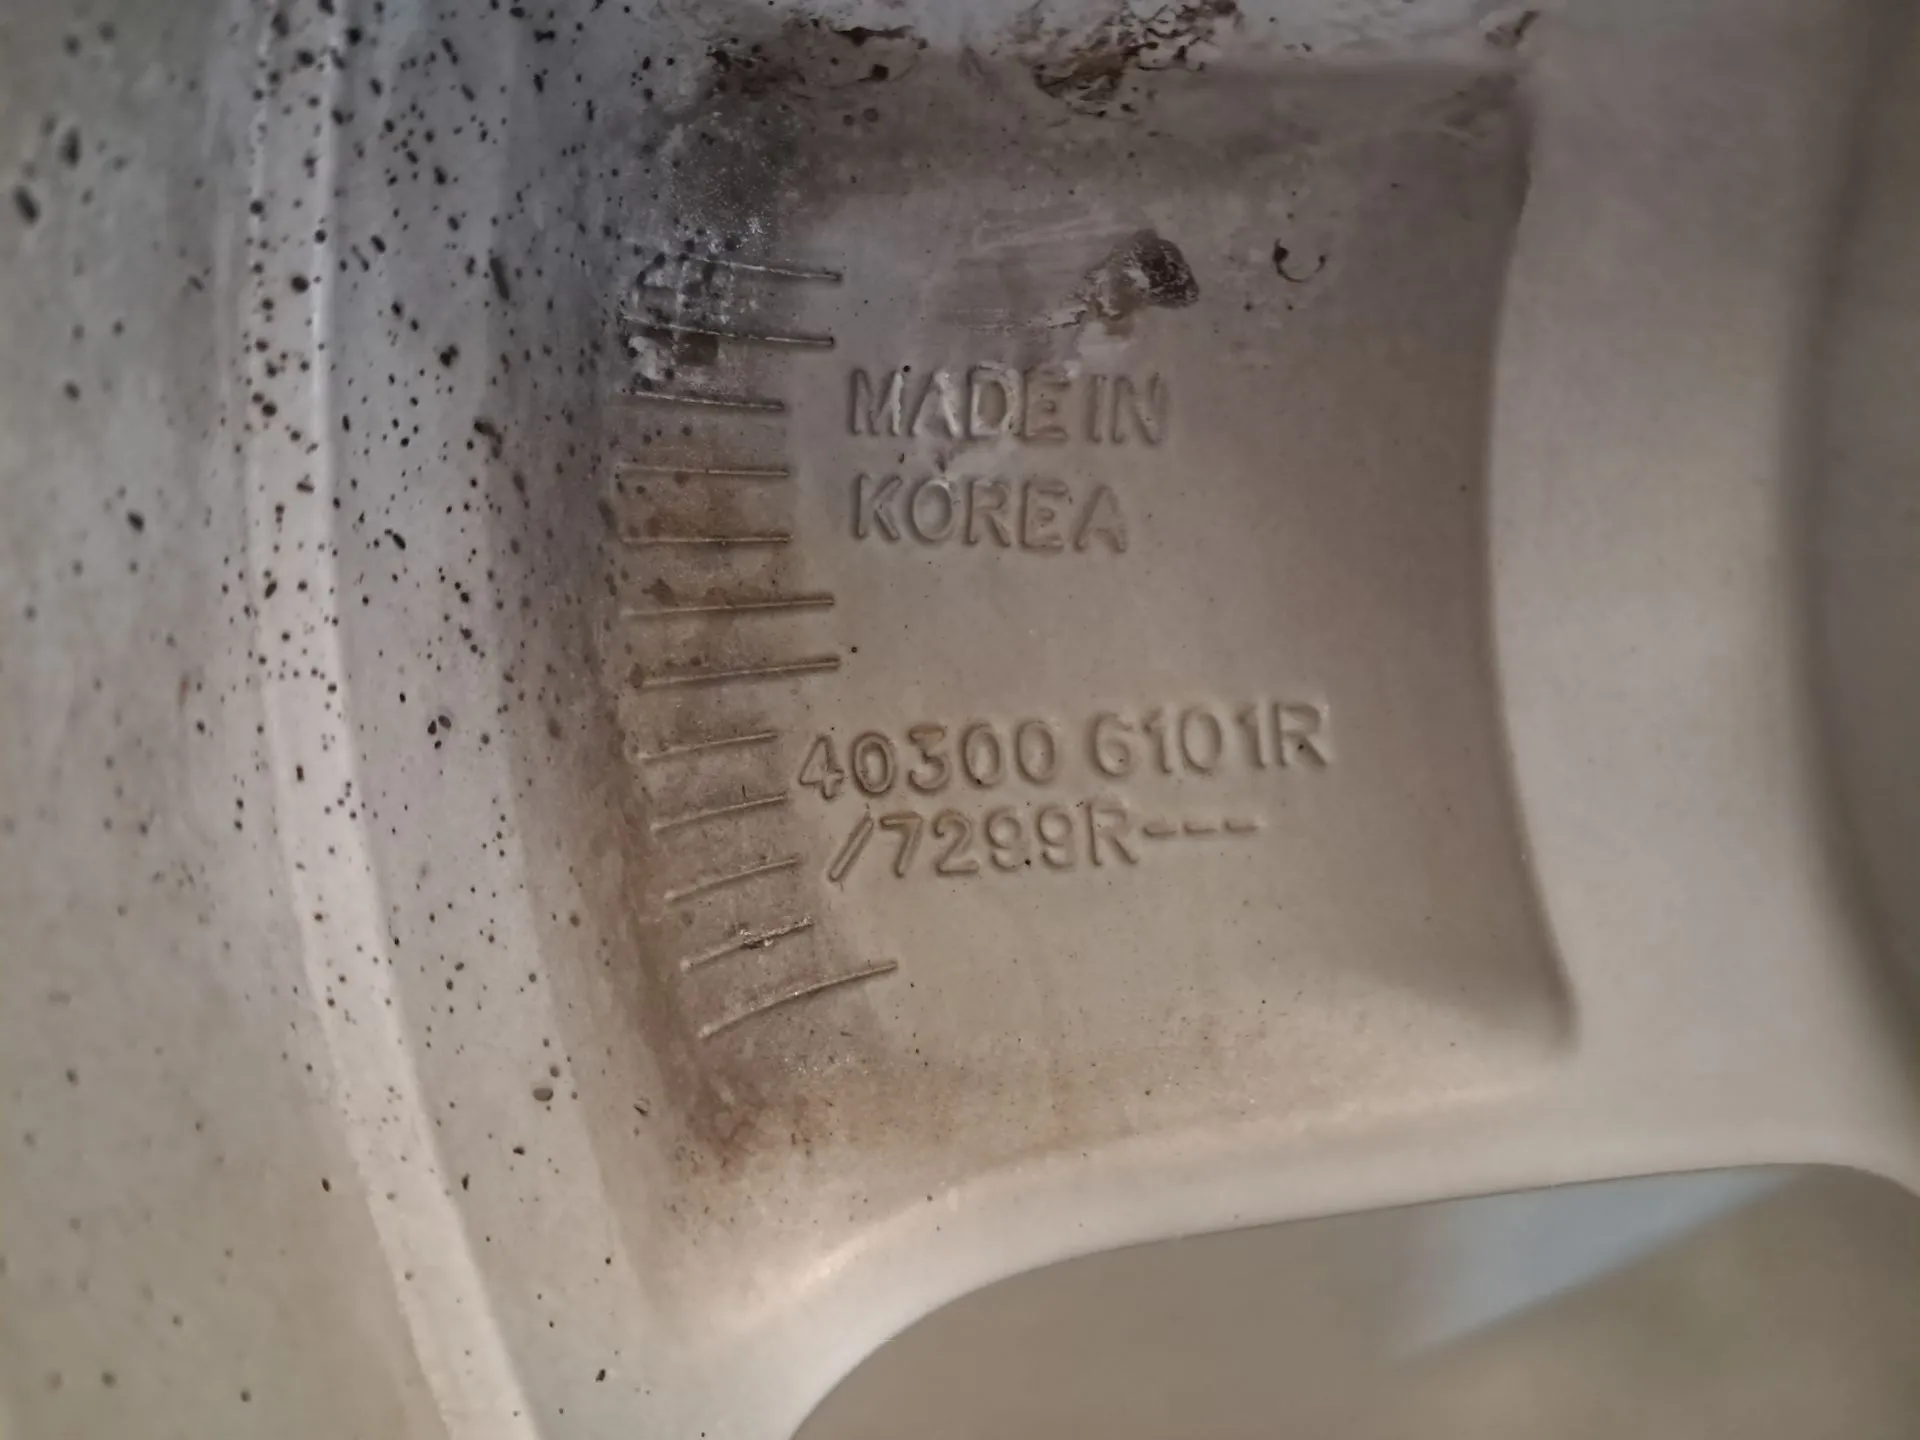 MADE IN
KOREA
40300 6101R
/7299R---